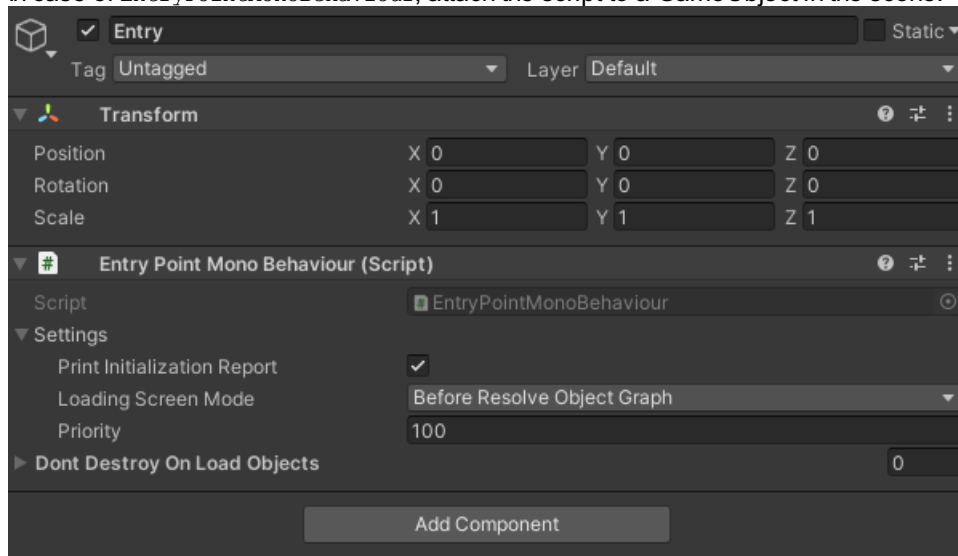 in case of EntryPointMonoBehaviour, attach the script to a GameObject in the scene.
Entry Static
Tag Untagged Layer Default
Transform
Position X 0 Y 0 Z 0
Rotation X 0 Y 0 Z 0
Scale X 1 Y 1 Z 1
# Entry Point Mono Behaviour (Script)
Script # EntryPointMonoBehaviour
Settings
Print Initialization Report
Loading Screen Mode Before Resolve Object Graph
Priority 100
Dont Destroy On Load Objects 0
Add Component